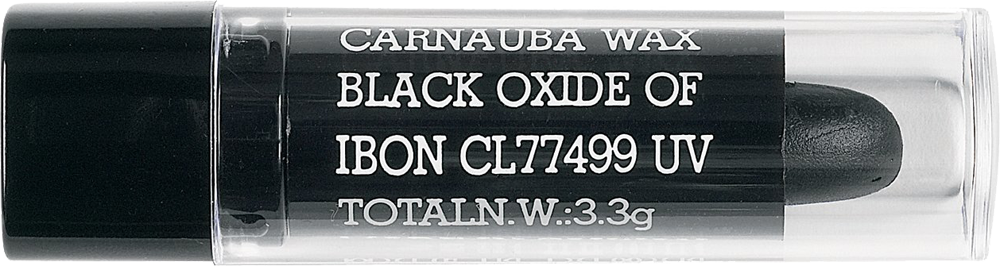 CARNAUBA WAX
BLACK OXIDE OF
IBON CL77499 UV
TOTALN.W.:3.3g